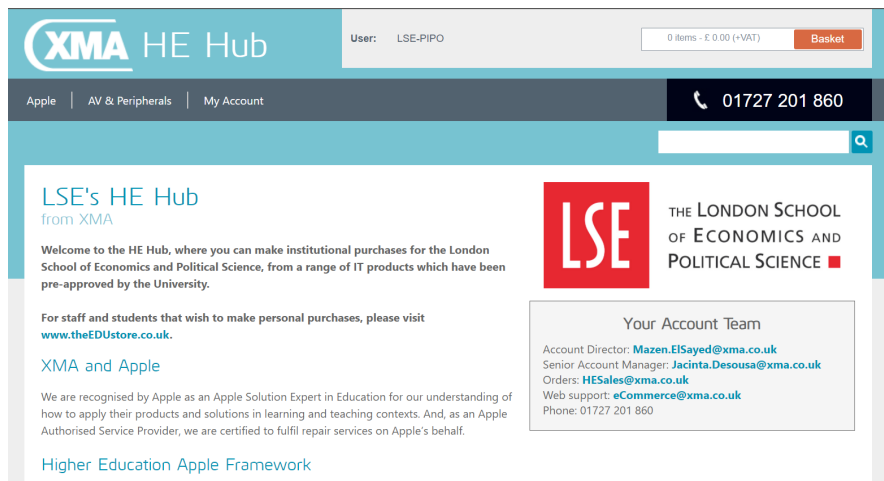 XMA HE Hub
User: LSE-PIPO
0 items - £ 0.00 (+VAT)
Basket
Apple
AV & Peripherals
My Account
01727 201 860
LSE's HE Hub
from XMA
Welcome to the HE Hub, where you can make institutional purchases for the London
School of Economics and Political Science, from a range of IT products which have been
pre-approved by the University.
For staff and students that wish to make personal purchases, please visit
www.theEDUstore.co.uk.
XMA and Apple
We are recognised by Apple as an Apple Solution Expert in Education for our understanding of
how to apply their products and solutions in learning and teaching contexts. And, as an Apple
Authorised Service Provider, we are certified to fulfil repair services on Apple's behalf.
Higher Education Apple Framework
LSE
THE LONDON SCHOOL
OF ECONOMICS AND
POLITICAL SCIENCE
Your Account Team
Account Director: Mazen.ElSayed@xma.co.uk
Senior Account Manager: Jacinta.Desousa@xma.co.uk
Orders: HESales@xma.co.uk
Web support: eCommerce@xma.co.uk
Phone: 01727 201 860